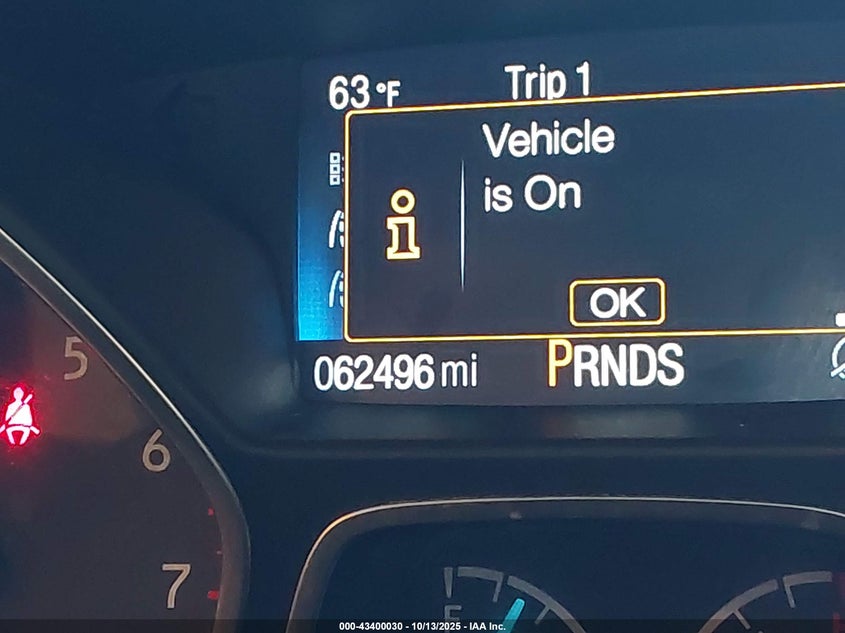 63°F Trip 1
Vehicle
is On
i
OK
062496 mi PRNDS
5
6
7
E
000-43400030 - 10/13/2025 - IAA Inc.